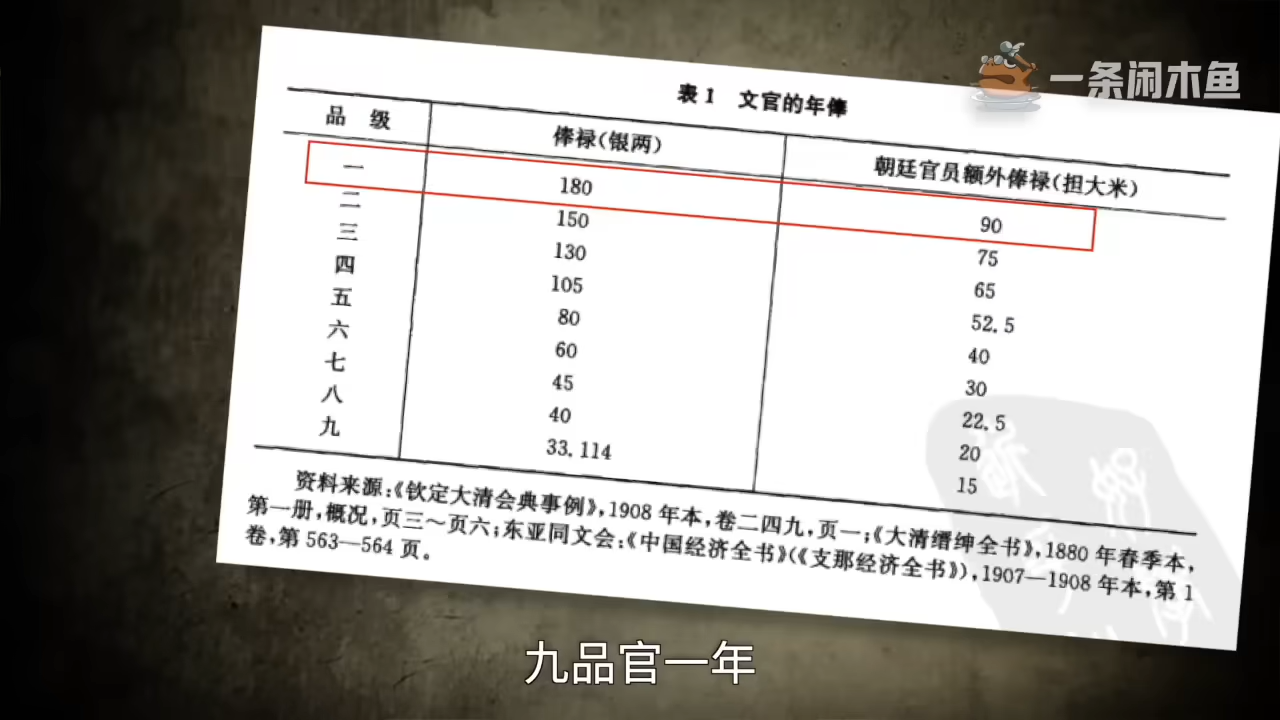 一条闲木鱼
表1 文官的年俸
品 级 俸禄(银两) 朝廷官员额外俸禄(担大米)
一 180 90
二 150 75
三 130 65
四 105 52.5
五 80 40
六 60 30
七 45 22.5
八 40 20
九 33.114 15
资料来源:《钦定大清会典事例》,1908年本,卷二四九,页一;《大清缙绅全书》,1880年春季本,
第一册,概况,页三～页六;东亚同文会:《中国经济全书》(《支那经济全书》),1907—1908年本,第1
卷,第563—564页。
九品官一年